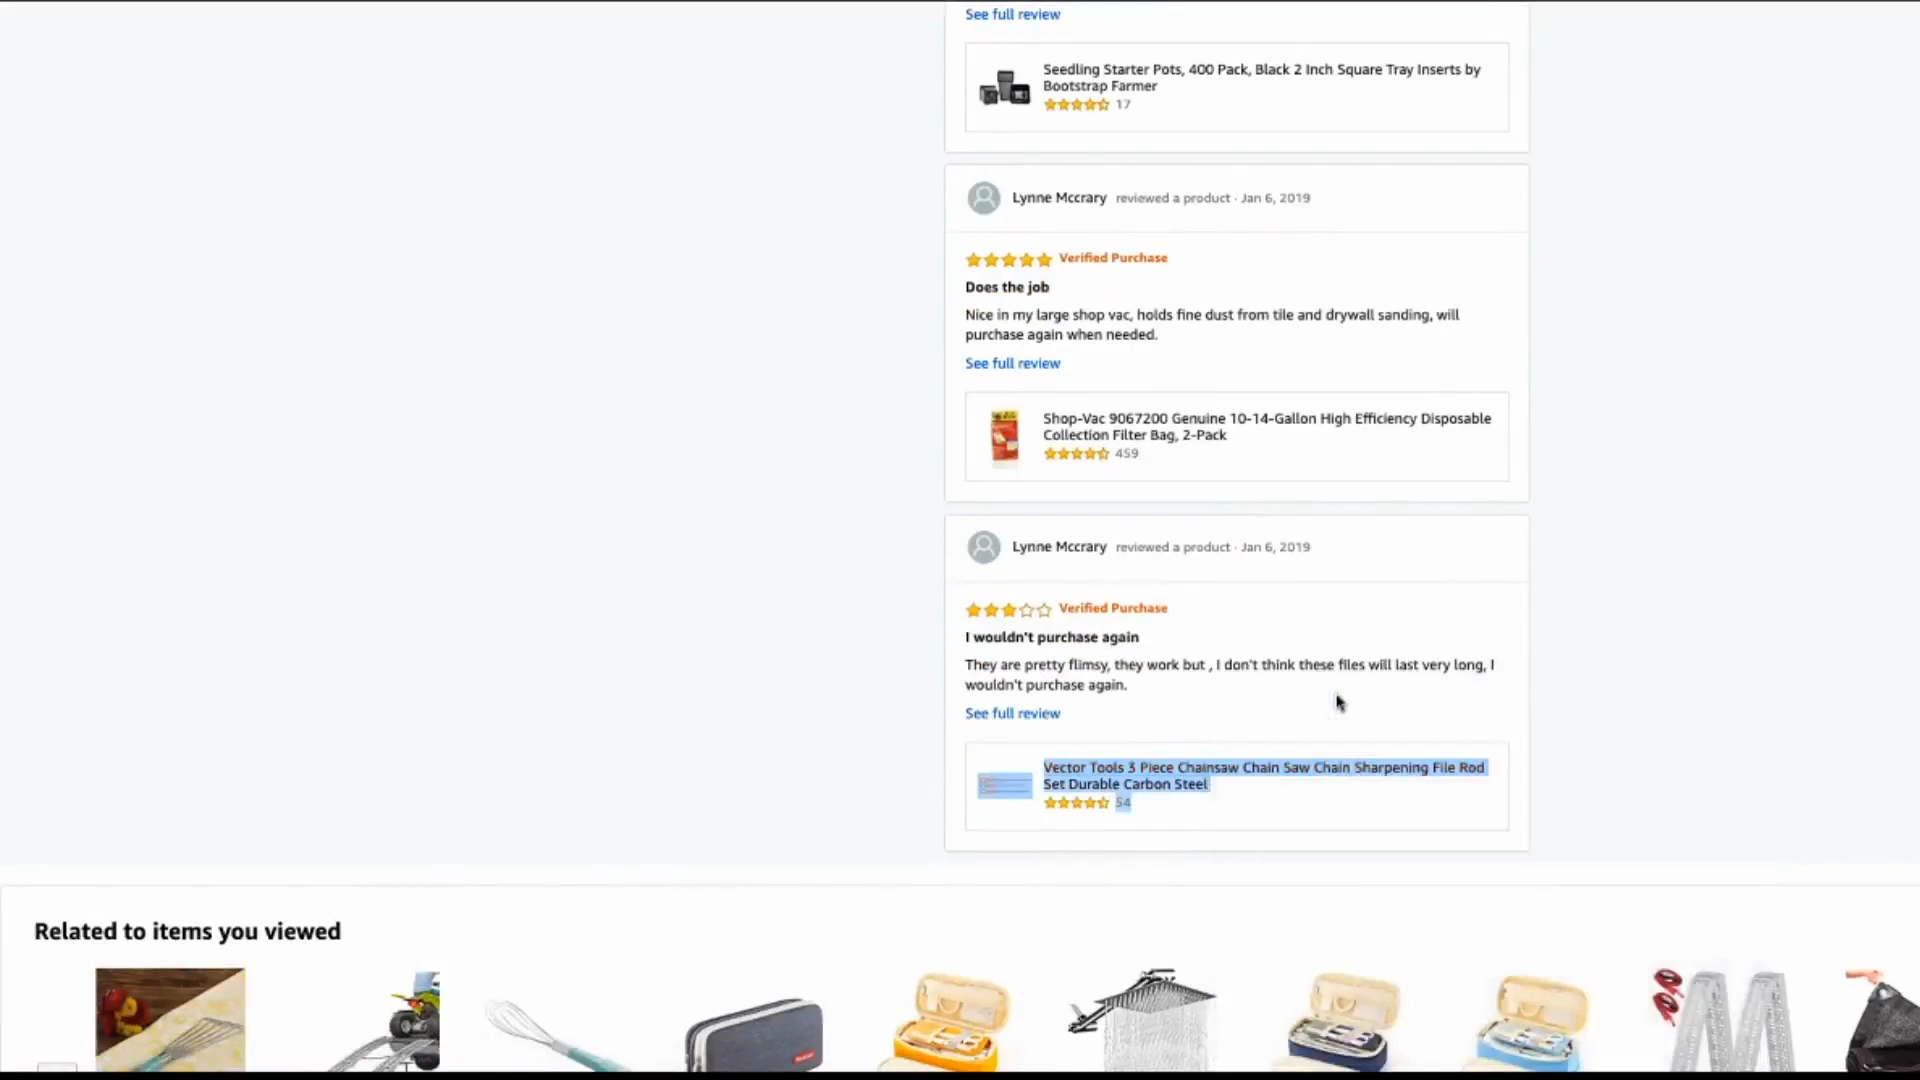 See full review
Seedling Starter Pots, 400 Pack, Black 2 Inch Square Tray Inserts by
Bootstrap Farmer
17
Lynne Mccrary reviewed a product · Jan 6, 2019
Verified Purchase
Does the job
Nice in my large shop vac, holds fine dust from tile and drywall sanding, will
purchase again when needed.
See full review
Shop-Vac 9067200 Genuine 10-14-Gallon High Efficiency Disposable
Collection Filter Bag, 2-Pack
459
Lynne Mccrary reviewed a product · Jan 6, 2019
Verified Purchase
I wouldn't purchase again
They are pretty flimsy, they work but , I don't think these files will last very long, I
wouldn't purchase again.
See full review
Vector Tools 3 Piece Chainsaw Chain Saw Chain Sharpening File Rod
Set Durable Carbon Steel
54
Related to items you viewed